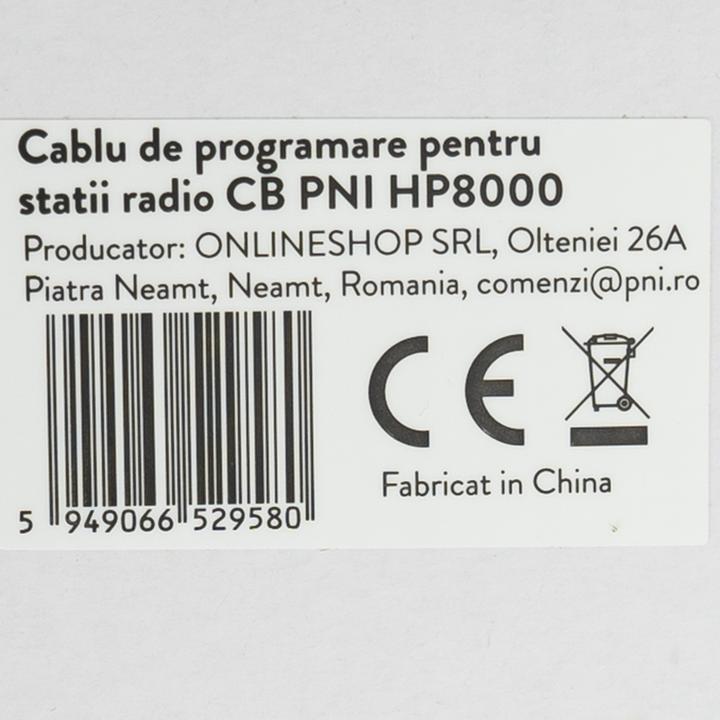 Cablu de programare pentru
statii radio CB PNI HP8000
Producator: ONLINESHOP SRL, Olteniei 26A
Piatra Neamt, Neamt, Romania, comenzi@pni.ro
CE
Fabricat in China
5 949066 529580